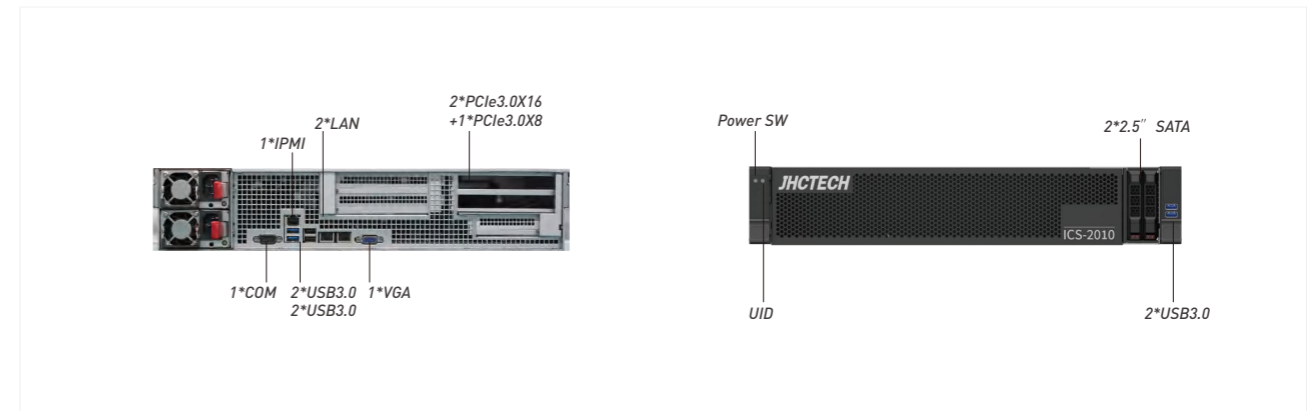 2*PCIe3.0X16
+1*PCIe3.0X8
2*LAN
1*IPMI
1*COM
2*USB3.0
2*USB3.0
1*VGA
Power SW
2*2.5″ SATA
JHCTECH
ICS-2010
UID
2*USB3.0